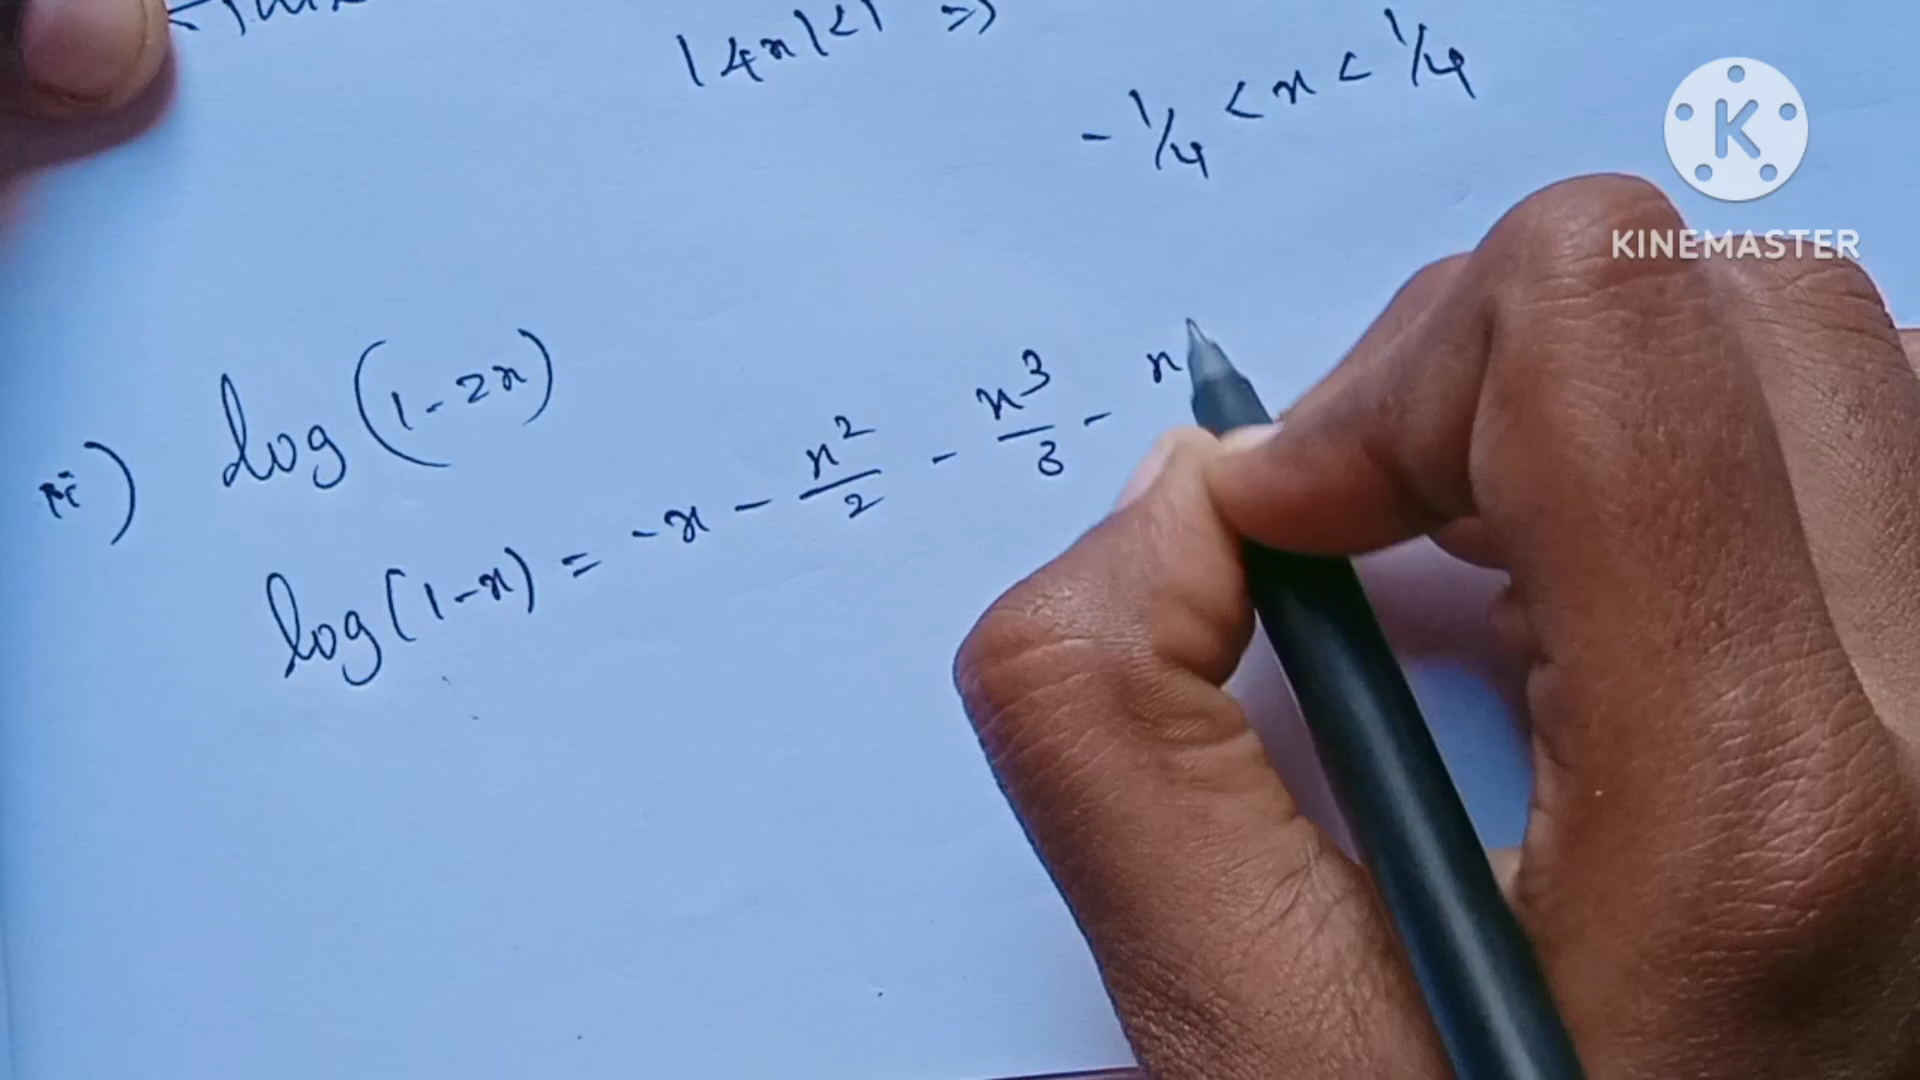 |4x|<1 =>
-1/4 < x < 1/4
K
KINEMASTER
ii) log(1-2x)
log(1-x) = -x - x²/2 - x³/3 - x